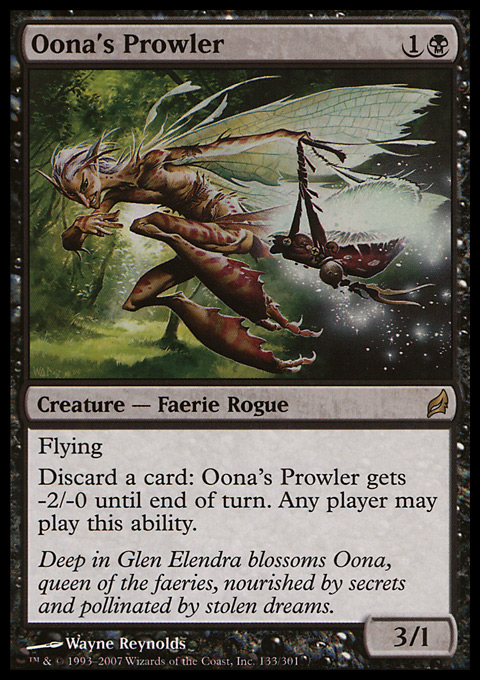 Oona's Prowler 1
Creature — Faerie Rogue
Flying
Discard a card: Oona's Prowler gets
-2/-0 until end of turn. Any player may
play this ability.
Deep in Glen Elendra blossoms Oona,
queen of the faeries, nourished by secrets
and pollinated by stolen dreams.
Wayne Reynolds
3/1
™ & © 1993–2007 Wizards of the Coast, Inc. 133/301